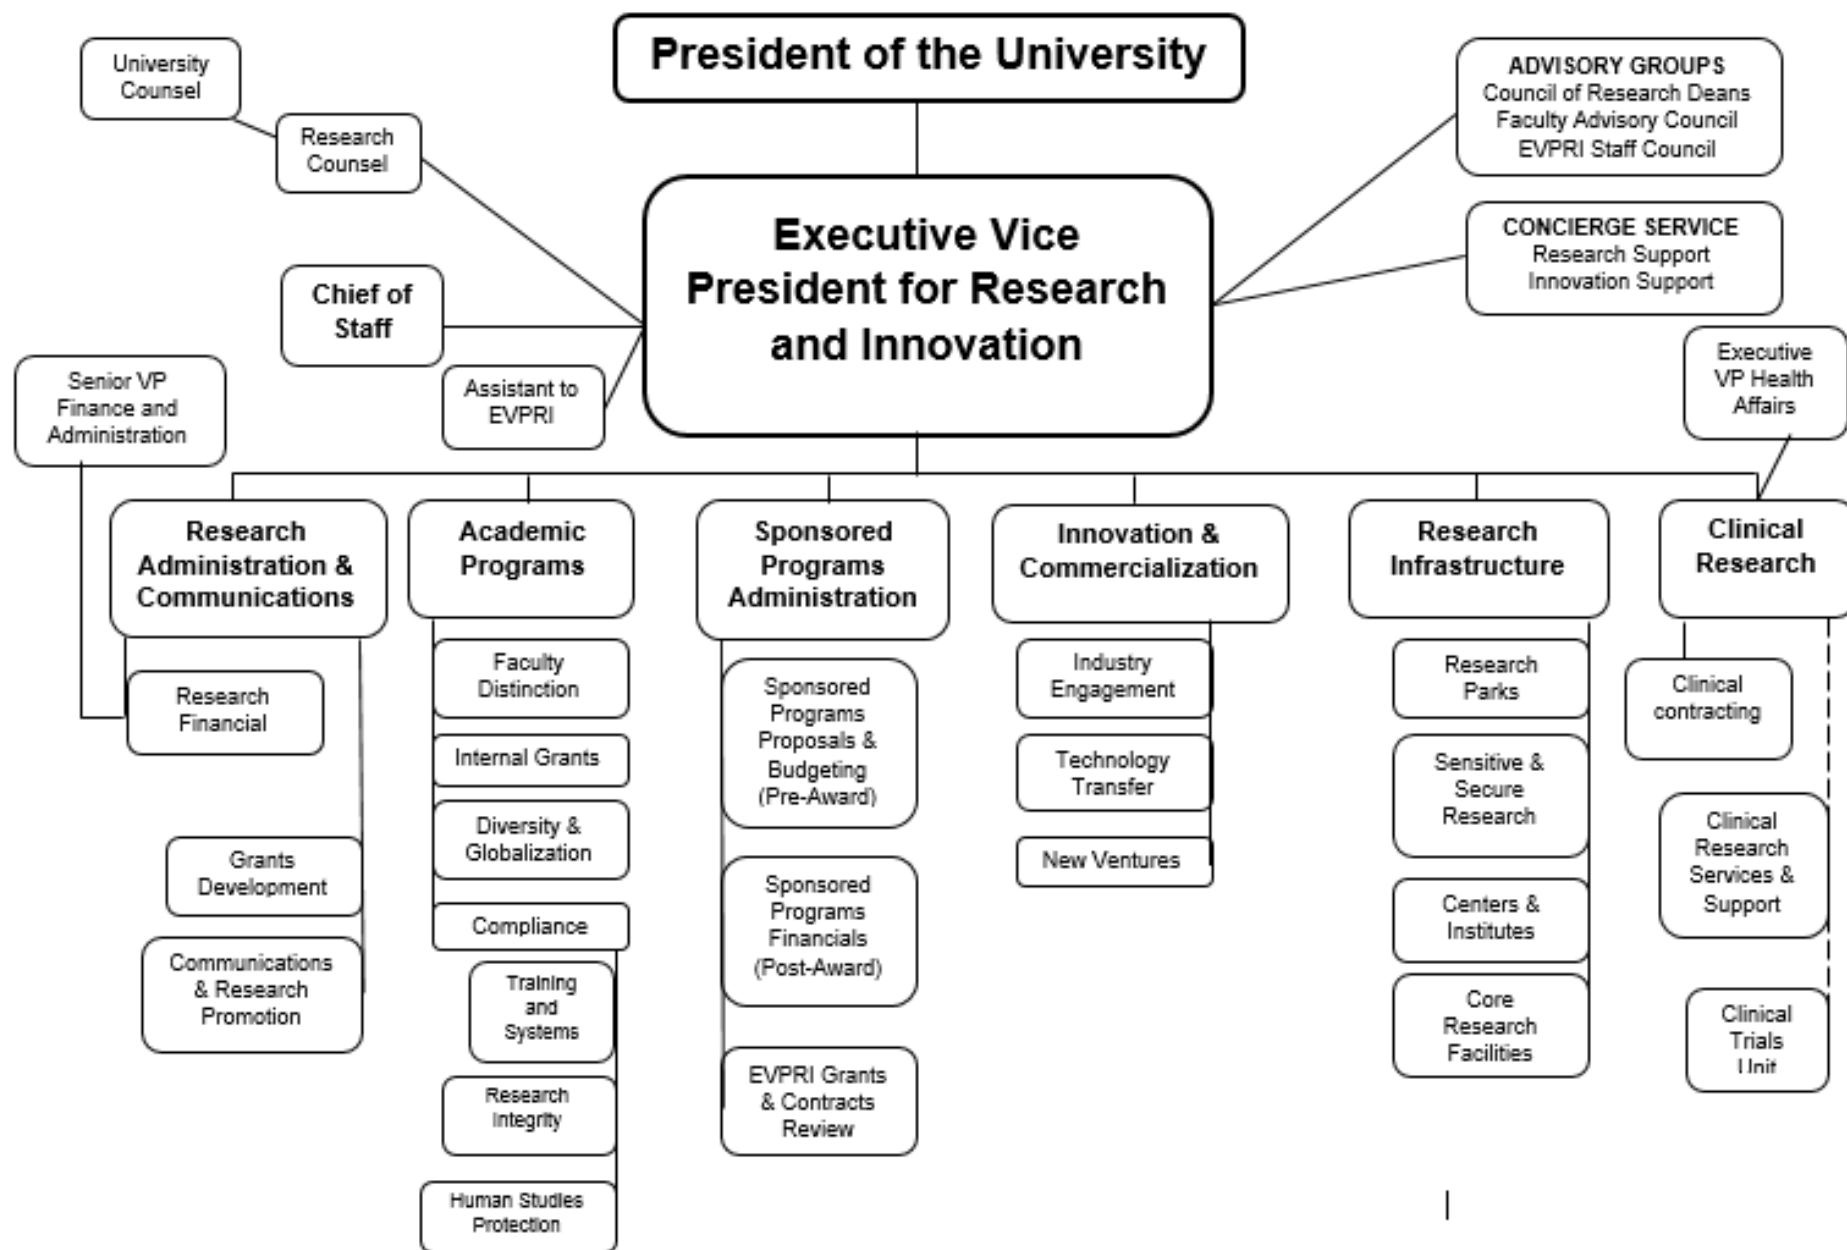 President of the University
University
Counsel
Research
Counsel
ADVISORY GROUPS
Council of Research Deans
Faculty Advisory Council
EVPRI Staff Council
Executive Vice
President for Research
and Innovation
CONCIERGE SERVICE
Research Support
Innovation Support
Chief of
Staff
Assistant to
EVPRI
Senior VP
Finance and
Administration
Executive
VP Health
Affairs
Research
Administration &
Communications
Academic
Programs
Sponsored
Programs
Administration
Innovation &
Commercialization
Research
Infrastructure
Clinical
Research
Research
Financial
Grants
Development
Communications
& Research
Promotion
Faculty
Distinction
Internal Grants
Diversity &
Globalization
Compliance
Training
and
Systems
Research
Integrity
Human Studies
Protection
Sponsored
Programs
Proposals &
Budgeting
(Pre-Award)
Sponsored
Programs
Financials
(Post-Award)
EVPRI Grants
& Contracts
Review
Industry
Engagement
Technology
Transfer
New Ventures
Research
Parks
Sensitive &
Secure
Research
Centers &
Institutes
Core
Research
Facilities
Clinical
contracting
Clinical
Research
Services &
Support
Clinical
Trials
Unit